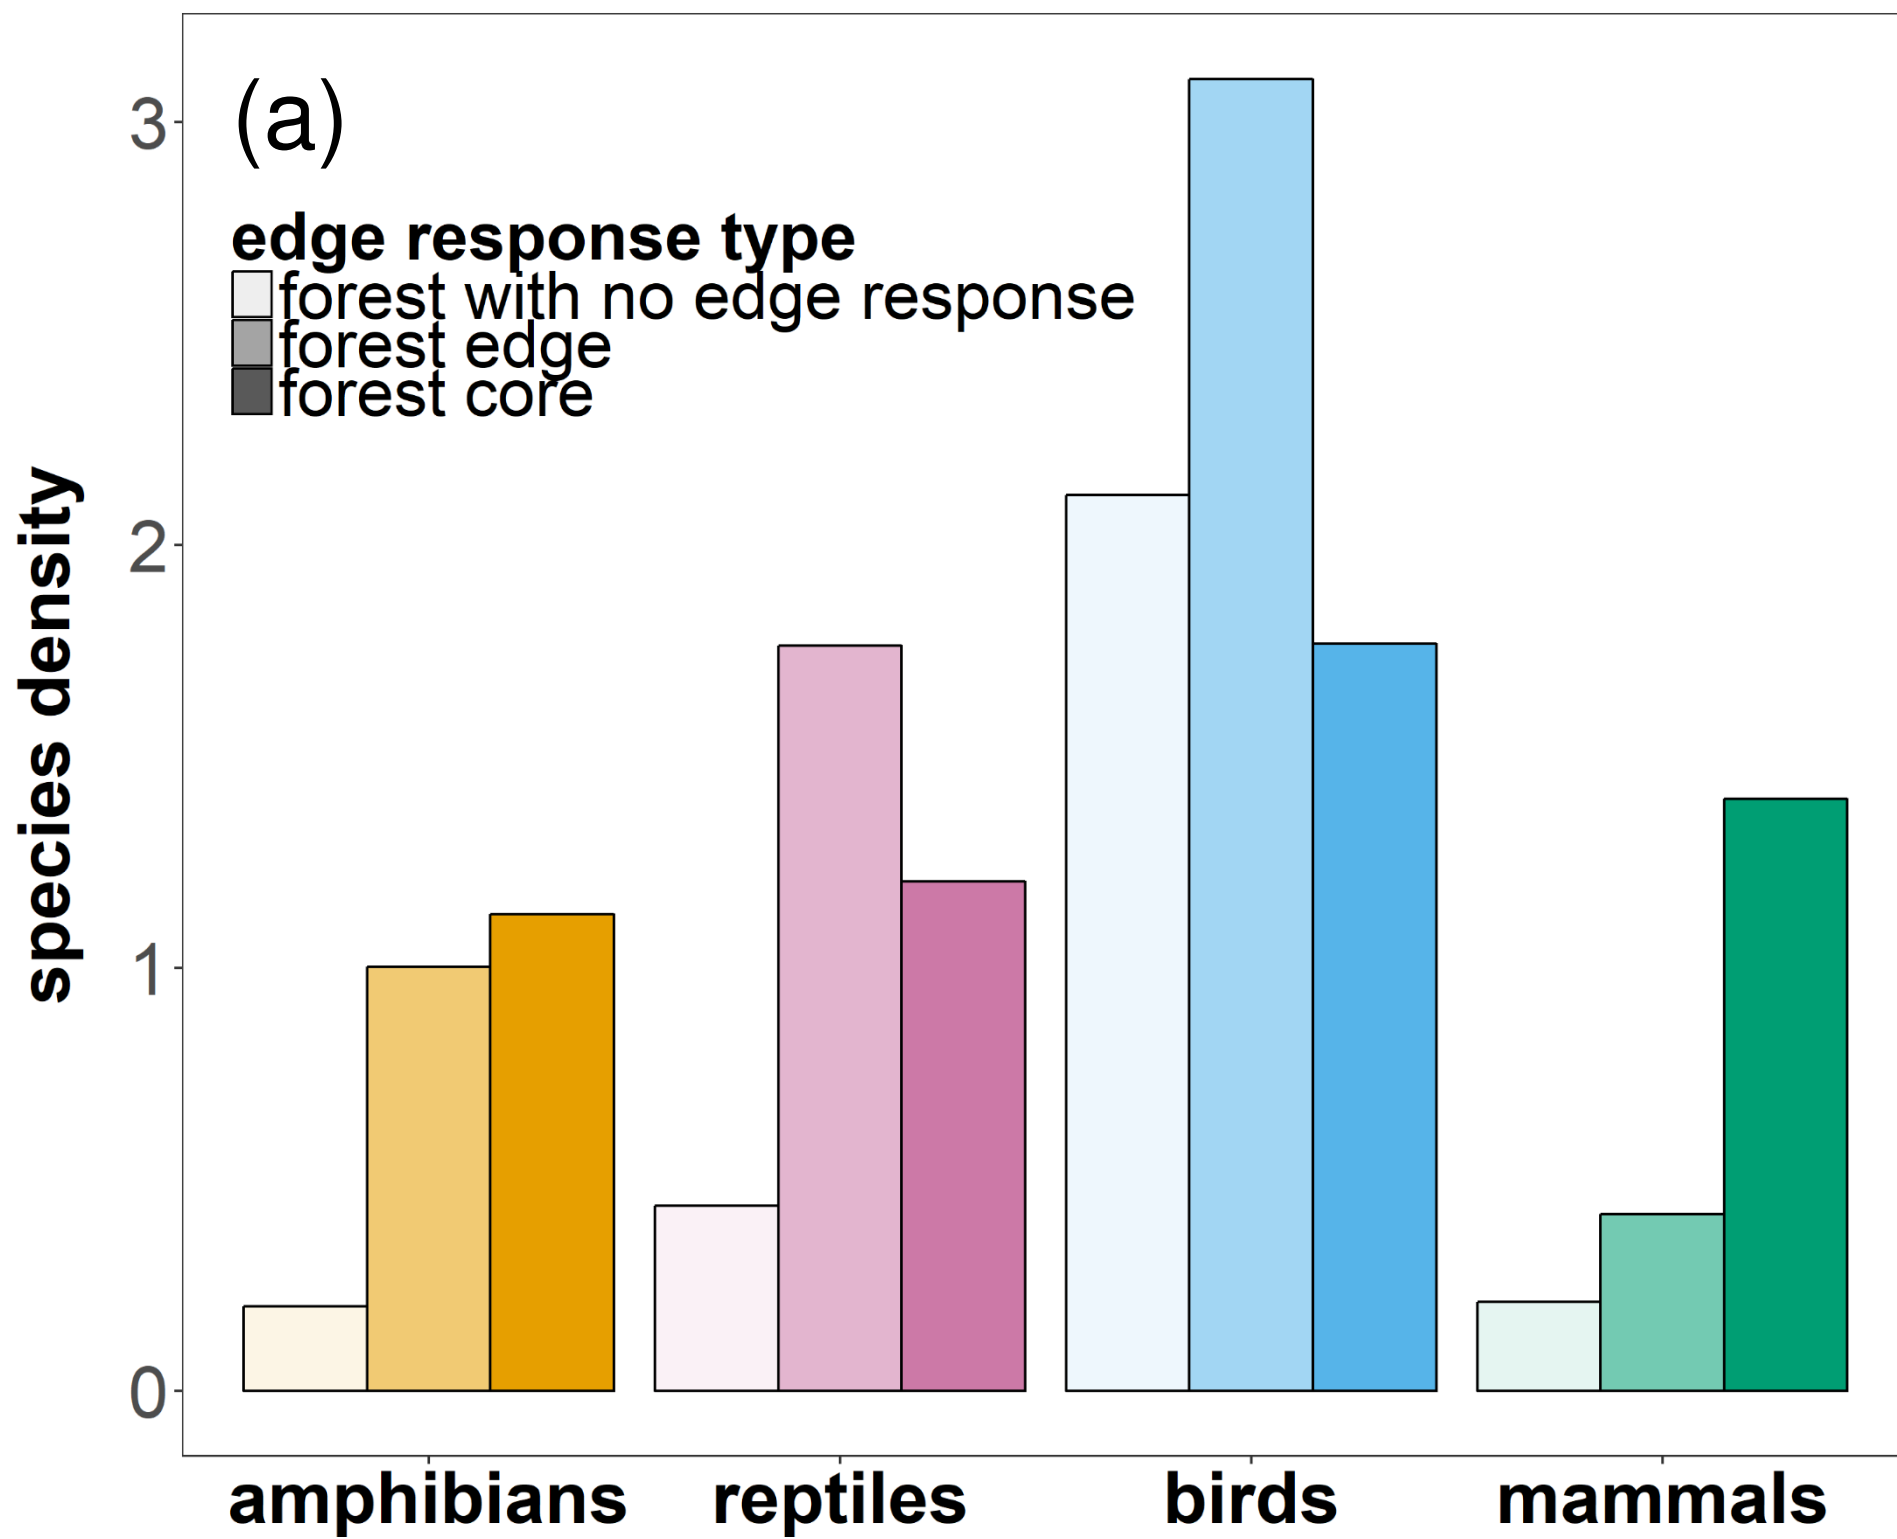 (a)
edge response type
forest with no edge response
forest edge
forest core
species density
3
2
1
0
amphibians reptiles birds mammals